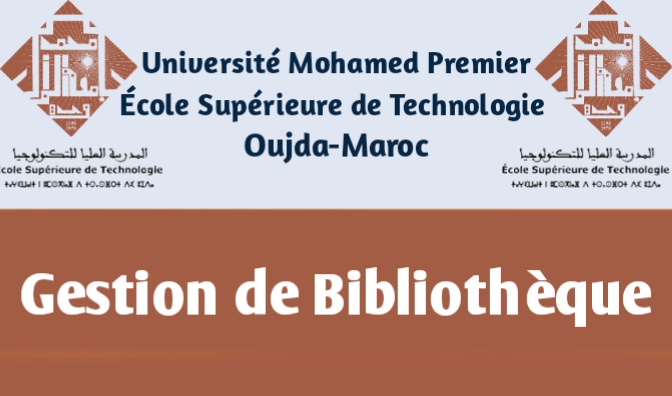 Université Mohamed Premier
École Supérieure de Technologie
Oujda-Maroc
المدرسة العليا للتكنولوجيا
École Supérieure de Technologie
المدرسة العليا للتكنولوجيا
École Supérieure de Technologie
Gestion de Bibliothèque